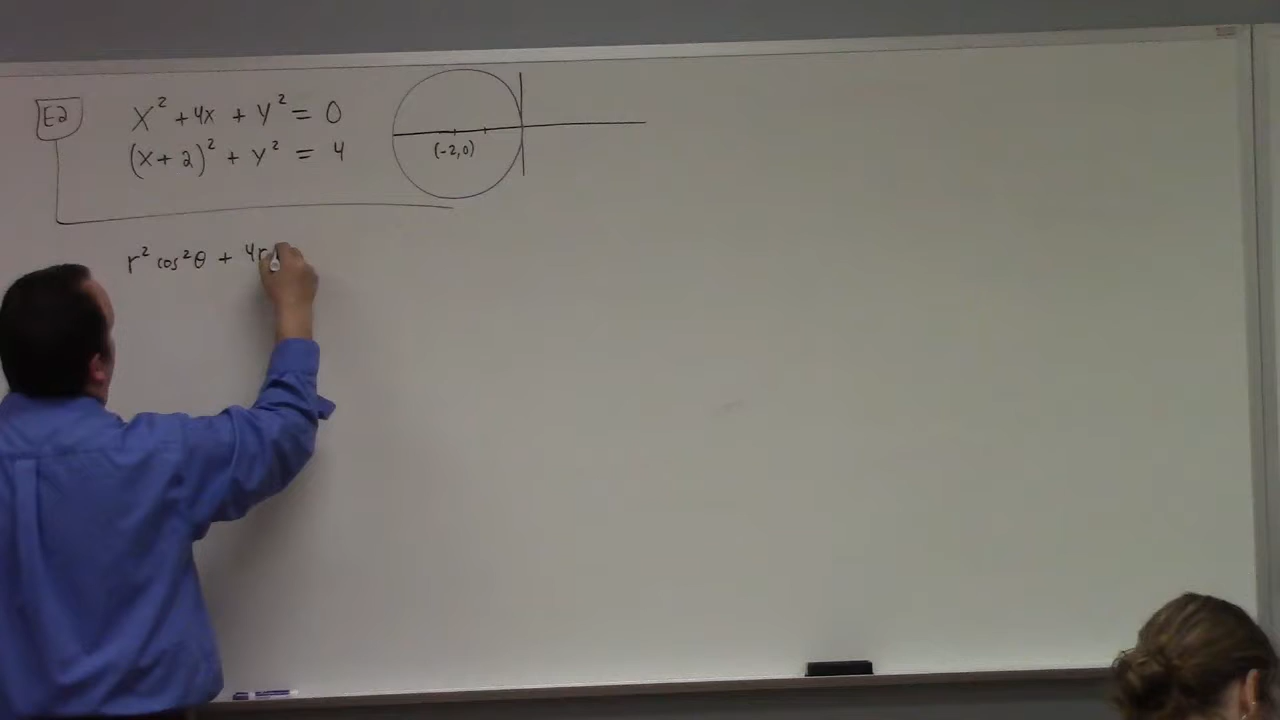 E2
x² + 4x + y² = 0
(x + 2)² + y² = 4
(-2,0)
r² cos²θ + 4r